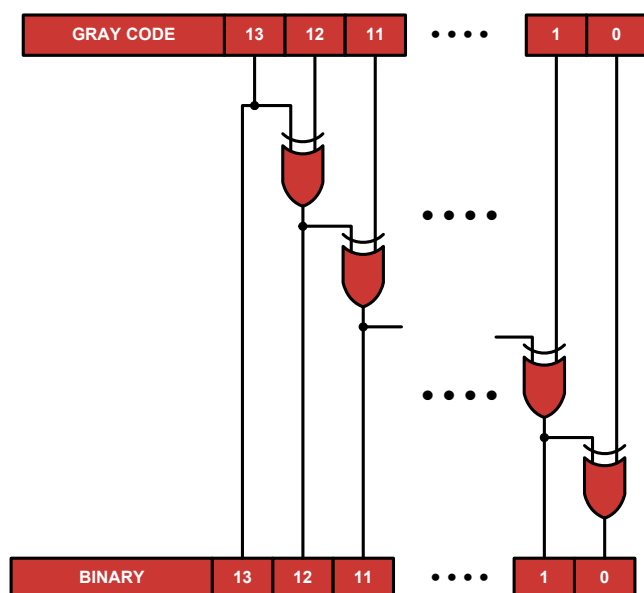 GRAY CODE 13 12 11 •••• 1 0
BINARY 13 12 11 •••• 1 0